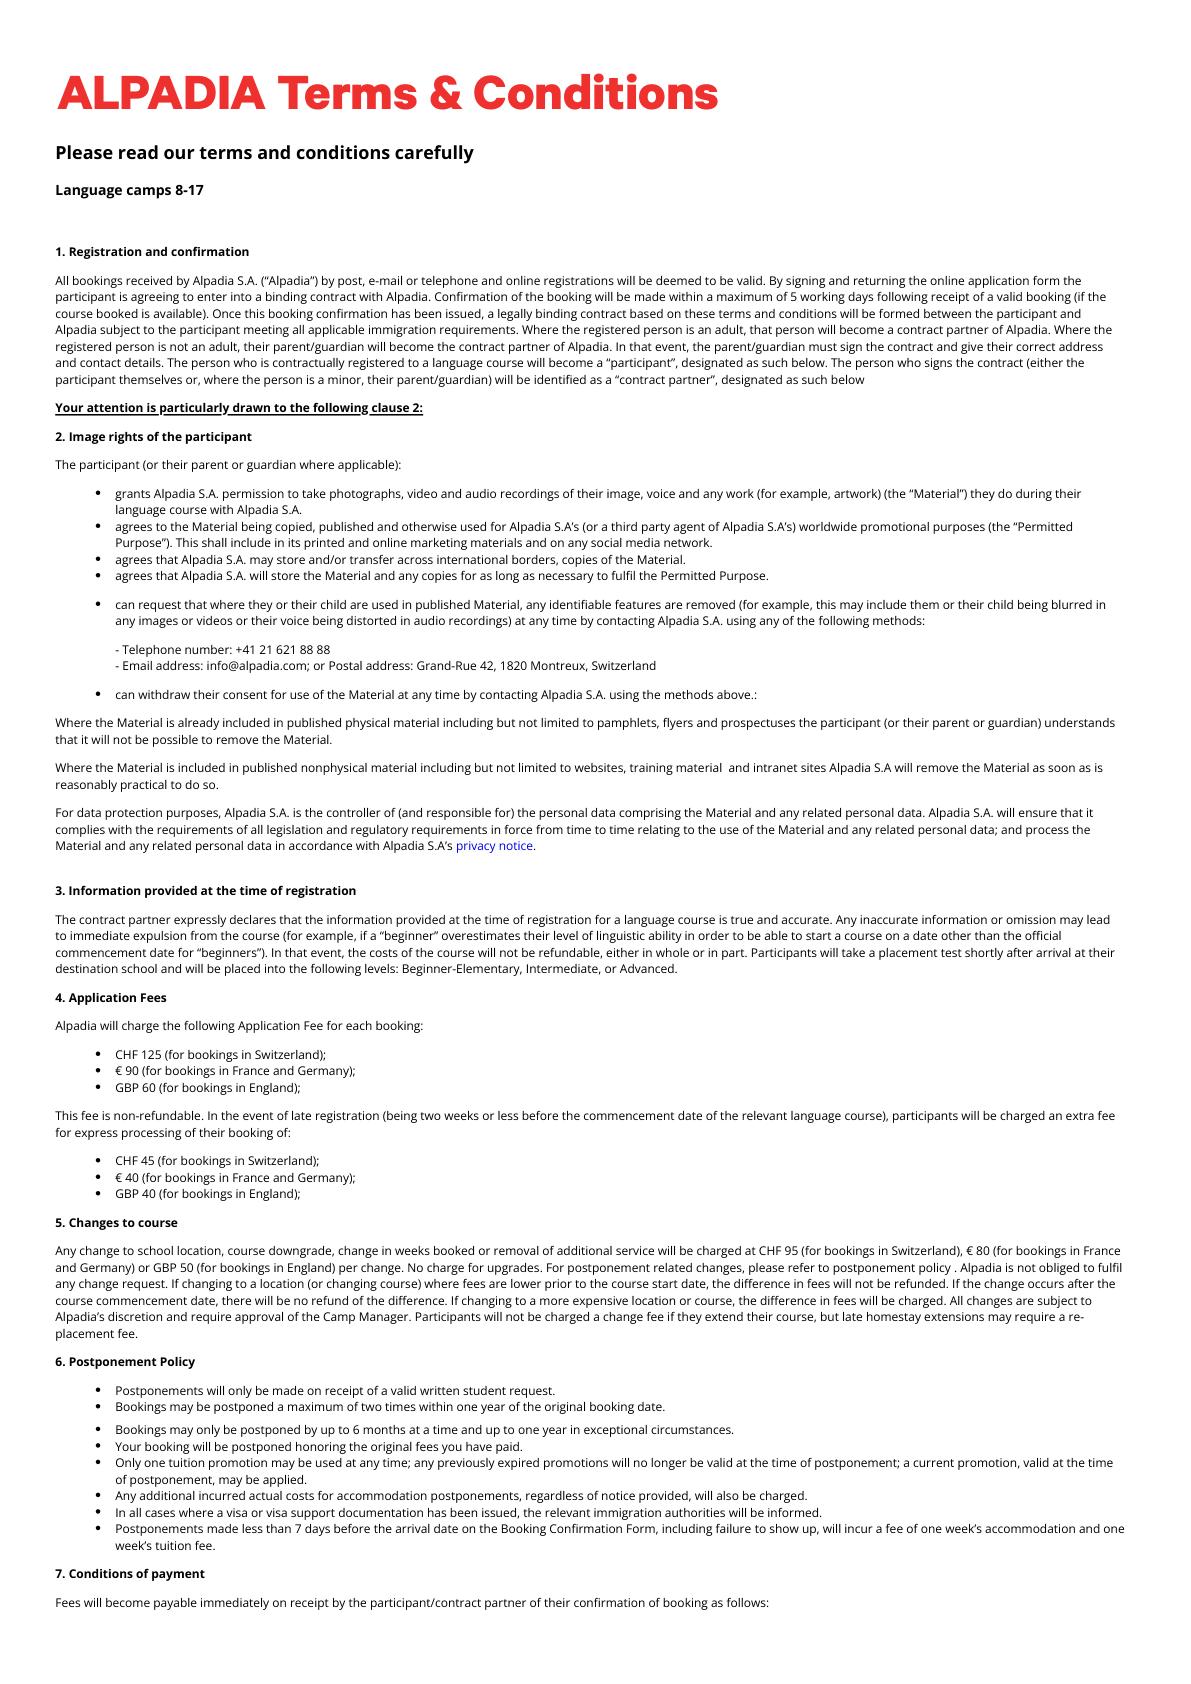 ALPADIA Terms & Conditions
Please read our terms and conditions carefully
Language camps 8-17
1. Registration and confirmation
All bookings received by Alpadia S.A. (“Alpadia”) by post, e-mail or telephone and online registrations will be deemed to be valid. By signing and returning the online application form the
participant is agreeing to enter into a binding contract with Alpadia. Confirmation of the booking will be made within a maximum of 5 working days following receipt of a valid booking (if the
course booked is available). Once this booking confirmation has been issued, a legally binding contract based on these terms and conditions will be formed between the participant and
Alpadia subject to the participant meeting all applicable immigration requirements. Where the registered person is an adult, that person will become a contract partner of Alpadia. Where the
registered person is not an adult, their parent/guardian will become the contract partner of Alpadia. In that event, the parent/guardian must sign the contract and give their correct address
and contact details. The person who is contractually registered to a language course will become a “participant”, designated as such below. The person who signs the contract (either the
participant themselves or, where the person is a minor, their parent/guardian) will be identified as a “contract partner”, designated as such below
Your attention is particularly drawn to the following clause 2:
2. Image rights of the participant
The participant (or their parent or guardian where applicable):
• grants Alpadia S.A. permission to take photographs, video and audio recordings of their image, voice and any work (for example, artwork) (the “Material”) they do during their
language course with Alpadia S.A.
• agrees to the Material being copied, published and otherwise used for Alpadia S.A’s (or a third party agent of Alpadia S.A’s) worldwide promotional purposes (the “Permitted
Purpose”). This shall include in its printed and online marketing materials and on any social media network.
• agrees that Alpadia S.A. may store and/or transfer across international borders, copies of the Material.
• agrees that Alpadia S.A. will store the Material and any copies for as long as necessary to fulfil the Permitted Purpose.
• can request that where they or their child are used in published Material, any identifiable features are removed (for example, this may include them or their child being blurred in
any images or videos or their voice being distorted in audio recordings) at any time by contacting Alpadia S.A. using any of the following methods:
- Telephone number: +41 21 621 88 88
- Email address: info@alpadia.com; or Postal address: Grand-Rue 42, 1820 Montreux, Switzerland
• can withdraw their consent for use of the Material at any time by contacting Alpadia S.A. using the methods above.:
Where the Material is already included in published physical material including but not limited to pamphlets, flyers and prospectuses the participant (or their parent or guardian) understands
that it will not be possible to remove the Material.
Where the Material is included in published nonphysical material including but not limited to websites, training material and intranet sites Alpadia S.A will remove the Material as soon as is
reasonably practical to do so.
For data protection purposes, Alpadia S.A. is the controller of (and responsible for) the personal data comprising the Material and any related personal data. Alpadia S.A. will ensure that it
complies with the requirements of all legislation and regulatory requirements in force from time to time relating to the use of the Material and any related personal data; and process the
Material and any related personal data in accordance with Alpadia S.A’s privacy notice.
3. Information provided at the time of registration
The contract partner expressly declares that the information provided at the time of registration for a language course is true and accurate. Any inaccurate information or omission may lead
to immediate expulsion from the course (for example, if a “beginner” overestimates their level of linguistic ability in order to be able to start a course on a date other than the official
commencement date for “beginners”). In that event, the costs of the course will not be refundable, either in whole or in part. Participants will take a placement test shortly after arrival at their
destination school and will be placed into the following levels: Beginner-Elementary, Intermediate, or Advanced.
4. Application Fees
Alpadia will charge the following Application Fee for each booking:
• CHF 125 (for bookings in Switzerland);
• € 90 (for bookings in France and Germany);
• GBP 60 (for bookings in England);
This fee is non-refundable. In the event of late registration (being two weeks or less before the commencement date of the relevant language course), participants will be charged an extra fee
for express processing of their booking of:
• CHF 45 (for bookings in Switzerland);
• € 40 (for bookings in France and Germany);
• GBP 40 (for bookings in England);
5. Changes to course
Any change to school location, course downgrade, change in weeks booked or removal of additional service will be charged at CHF 95 (for bookings in Switzerland), € 80 (for bookings in France
and Germany) or GBP 50 (for bookings in England) per change. No charge for upgrades. For postponement related changes, please refer to postponement policy . Alpadia is not obliged to fulfil
any change request. If changing to a location (or changing course) where fees are lower prior to the course start date, the difference in fees will not be refunded. If the change occurs after the
course commencement date, there will be no refund of the difference. If changing to a more expensive location or course, the difference in fees will be charged. All changes are subject to
Alpadia’s discretion and require approval of the Camp Manager. Participants will not be charged a change fee if they extend their course, but late homestay extensions may require a re-
placement fee.
6. Postponement Policy
• Postponements will only be made on receipt of a valid written student request.
• Bookings may be postponed a maximum of two times within one year of the original booking date.
• Bookings may only be postponed by up to 6 months at a time and up to one year in exceptional circumstances.
• Your booking will be postponed honoring the original fees you have paid.
• Only one tuition promotion may be used at any time; any previously expired promotions will no longer be valid at the time of postponement; a current promotion, valid at the time
of postponement, may be applied.
• Any additional incurred actual costs for accommodation postponements, regardless of notice provided, will also be charged.
• In all cases where a visa or visa support documentation has been issued, the relevant immigration authorities will be informed.
• Postponements made less than 7 days before the arrival date on the Booking Confirmation Form, including failure to show up, will incur a fee of one week’s accommodation and one
week’s tuition fee.
7. Conditions of payment
Fees will become payable immediately on receipt by the participant/contract partner of their confirmation of booking as follows: